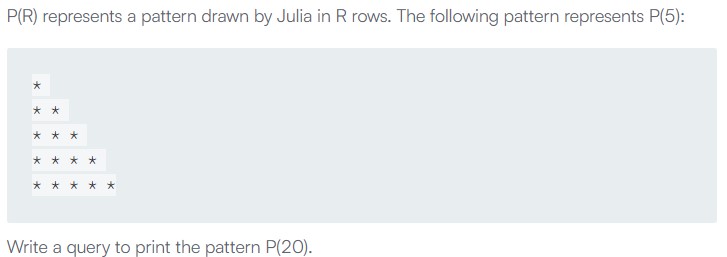 P(R) represents a pattern drawn by Julia in R rows. The following pattern represents P(5):
*
* *
* * *
* * * *
* * * * *
Write a query to print the pattern P(20).